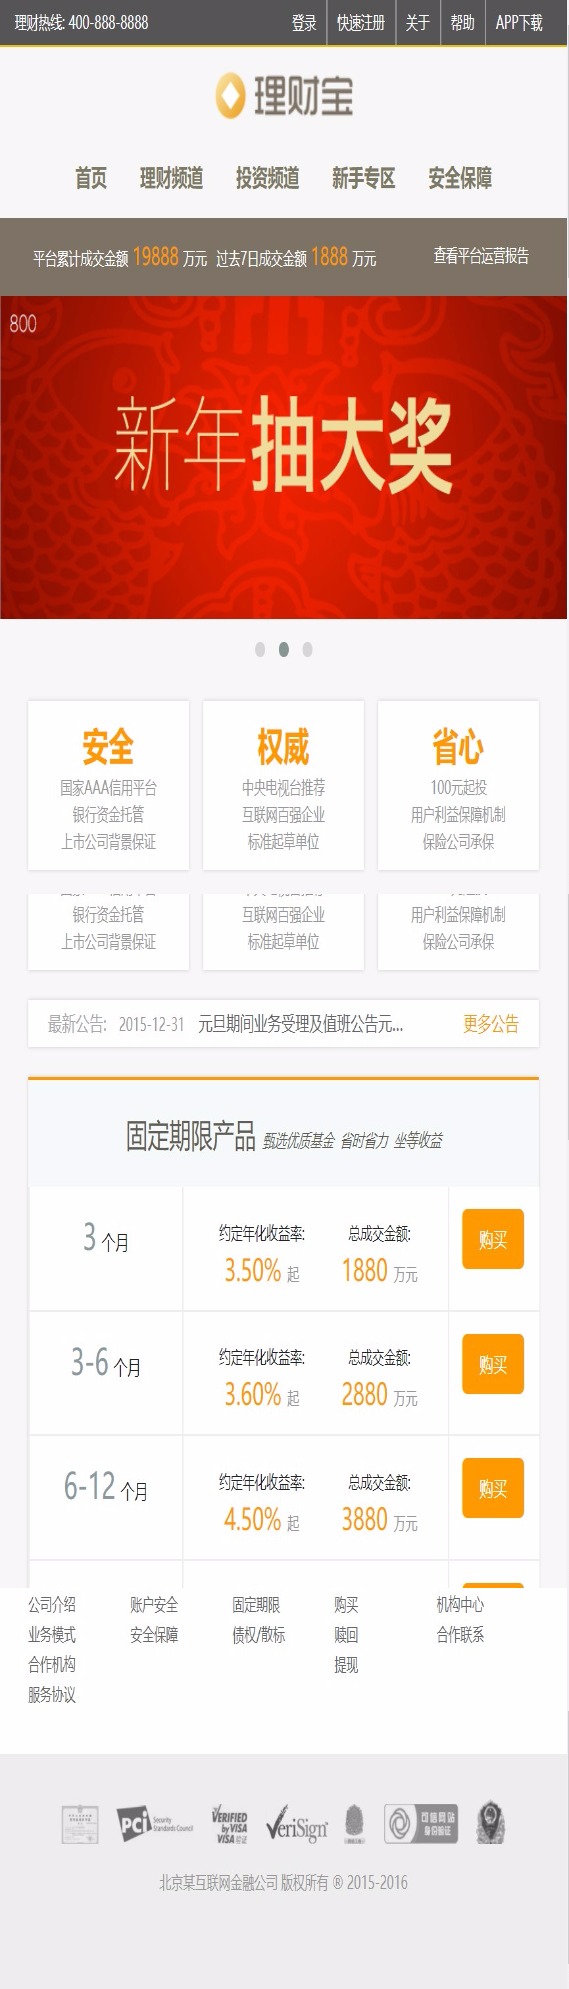 理财热线: 400-888-8888 登录 快速注册 关于 帮助 APP下载
理财宝
首页 理财频道 投资频道 新手专区 安全保障
平台累计成交金额 19888 万元 过去7日成交金额 1888 万元 查看平台运营报告
800
新年抽大奖
安全 权威 省心
国家AAA信用平台 中央电视台推荐 100元起投
银行资金托管 互联网百强企业 用户利益保障机制
上市公司背景保证 标准起草单位 保险公司承保
银行资金托管 互联网百强企业 用户利益保障机制
上市公司背景保证 标准起草单位 保险公司承保
最新公告: 2015-12-31 元旦期间业务受理及值班公告元... 更多公告
固定期限产品 甄选优质基金 省时省力 坐等收益
3 个月 约定年化收益率: 总成交金额: 购买
3.50% 起 1880 万元
3-6 个月 约定年化收益率: 总成交金额: 购买
3.60% 起 2880 万元
6-12 个月 约定年化收益率: 总成交金额: 购买
4.50% 起 3880 万元
公司介绍 账户安全 固定期限 购买 机构中心
业务模式 安全保障 债权/散标 赎回 合作联系
合作机构 提现
服务协议
PCI Security Standards Council VERIFIED by VISA VISA 验证 VeriSign 可信网站 身份验证
北京某互联网金融公司 版权所有 ® 2015-2016